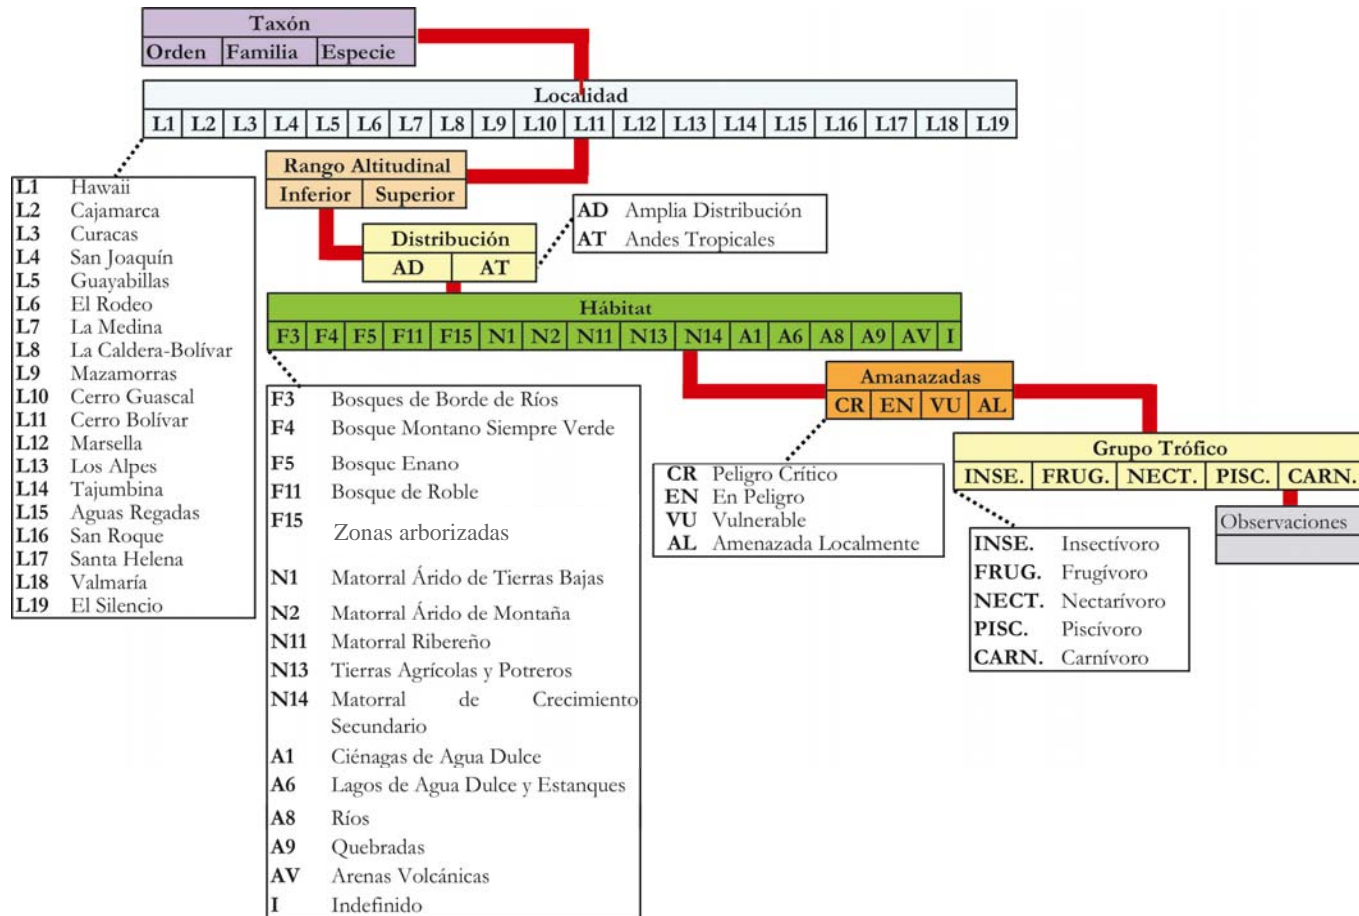 Taxón
Orden Familia Especie
Localidad
L1 L2 L3 L4 L5 L6 L7 L8 L9 L10 L11 L12 L13 L14 L15 L16 L17 L18 L19
Rango Altitudinal
Inferior Superior
L1 Hawaii
L2 Cajamarca
L3 Curacas
L4 San Joaquín
L5 Guayabillas
L6 El Rodeo
L7 La Medina
L8 La Caldera-Bolívar
L9 Mazamorras
L10 Cerro Guascal
L11 Cerro Bolívar
L12 Marsella
L13 Los Alpes
L14 Tajumbina
L15 Aguas Regadas
L16 San Roque
L17 Santa Helena
L18 Valmaría
L19 El Silencio
Distribución
AD AT
AD Amplia Distribución
AT Andes Tropicales
Hábitat
F3 F4 F5 F11 F15 N1 N2 N11 N13 N14 A1 A6 A8 A9 AV I
F3 Bosques de Borde de Ríos
F4 Bosque Montano Siempre Verde
F5 Bosque Enano
F11 Bosque de Roble
F15 Zonas arborizadas
N1 Matorral Árido de Tierras Bajas
N2 Matorral Árido de Montaña
N11 Matorral Ribereño
N13 Tierras Agrícolas y Potreros
N14 Matorral de Crecimiento
Secundario
A1 Ciénagas de Agua Dulce
A6 Lagos de Agua Dulce y Estanques
A8 Ríos
A9 Quebradas
AV Arenas Volcánicas
I Indefinido
Amanazadas
CR EN VU AL
CR Peligro Crítico
EN En Peligro
VU Vulnerable
AL Amenazada Localmente
Grupo Trófico
INSE. FRUG. NECT. PISC. CARN.
INSE. Insectívoro
FRUG. Frugívoro
NECT. Nectarívoro
PISC. Piscívoro
CARN. Carnívoro
Observaciones